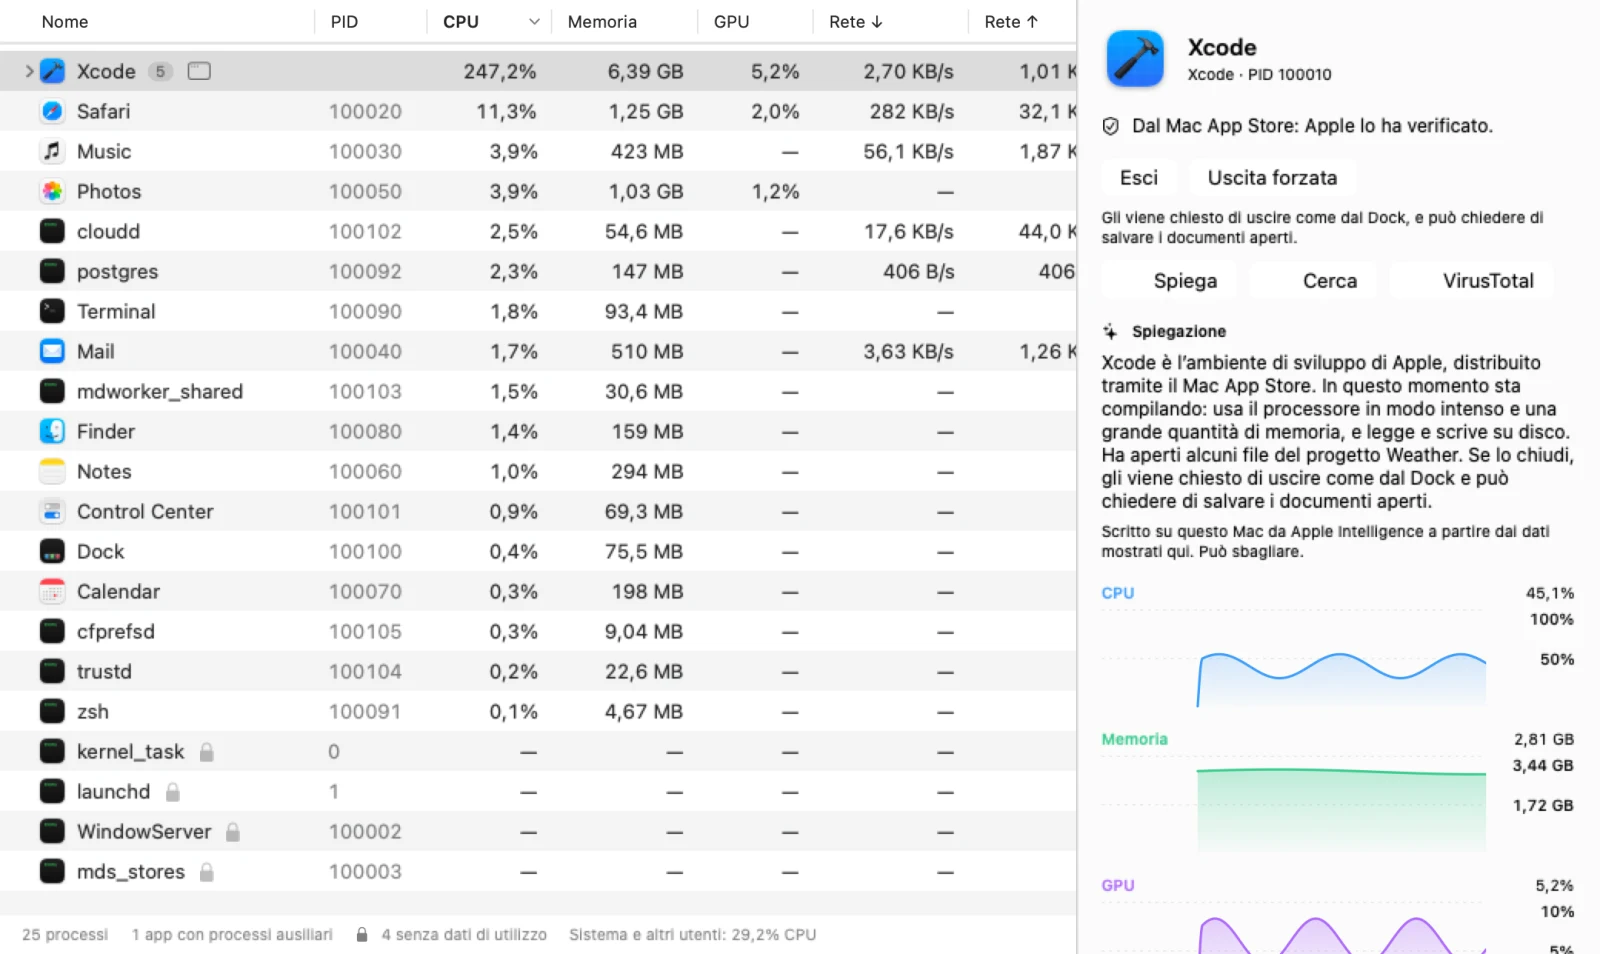 Nome PID CPU Memoria GPU Rete ↓ Rete ↑
Xcode 5 247,2% 6,39 GB 5,2% 2,70 KB/s 1,01 K
Safari 100020 11,3% 1,25 GB 2,0% 282 KB/s 32,1 K
Music 100030 3,9% 423 MB — 56,1 KB/s 1,87 K
Photos 100050 3,9% 1,03 GB 1,2% —
cloudd 100102 2,5% 54,6 MB — 17,6 KB/s 44,0 K
postgres 100092 2,3% 147 MB — 406 B/s 406
Terminal 100090 1,8% 93,4 MB — —
Mail 100040 1,7% 510 MB — 3,63 KB/s 1,26 K
mdworker_shared 100103 1,5% 30,6 MB — —
Finder 100080 1,4% 159 MB — —
Notes 100060 1,0% 294 MB — —
Control Center 100101 0,9% 69,3 MB — —
Dock 100100 0,4% 75,5 MB — —
Calendar 100070 0,3% 198 MB — —
cfprefsd 100105 0,3% 9,04 MB — —
trustd 100104 0,2% 22,6 MB — —
zsh 100091 0,1% 4,67 MB — —
kernel_task 0 — — — —
launchd 1 — — — —
WindowServer 100002 — — — —
mds_stores 100003 — — — —
25 processi 1 app con processi ausiliari 4 senza dati di utilizzo Sistema e altri utenti: 29,2% CPU
Xcode
Xcode · PID 100010
Dal Mac App Store: Apple lo ha verificato.
Esci Uscita forzata
Gli viene chiesto di uscire come dal Dock, e può chiedere di
salvare i documenti aperti.
Spiega Cerca VirusTotal
Spiegazione
Xcode è l’ambiente di sviluppo di Apple, distribuito
tramite il Mac App Store. In questo momento sta
compilando: usa il processore in modo intenso e una
grande quantità di memoria, e legge e scrive su disco.
Ha aperti alcuni file del progetto Weather. Se lo chiudi,
gli viene chiesto di uscire come dal Dock e può
chiedere di salvare i documenti aperti.
Scritto su questo Mac da Apple Intelligence a partire dai dati
mostrati qui. Può sbagliare.
CPU 45,1%
100%
50%
Memoria 2,81 GB
3,44 GB
1,72 GB
GPU 5,2%
10%
5%